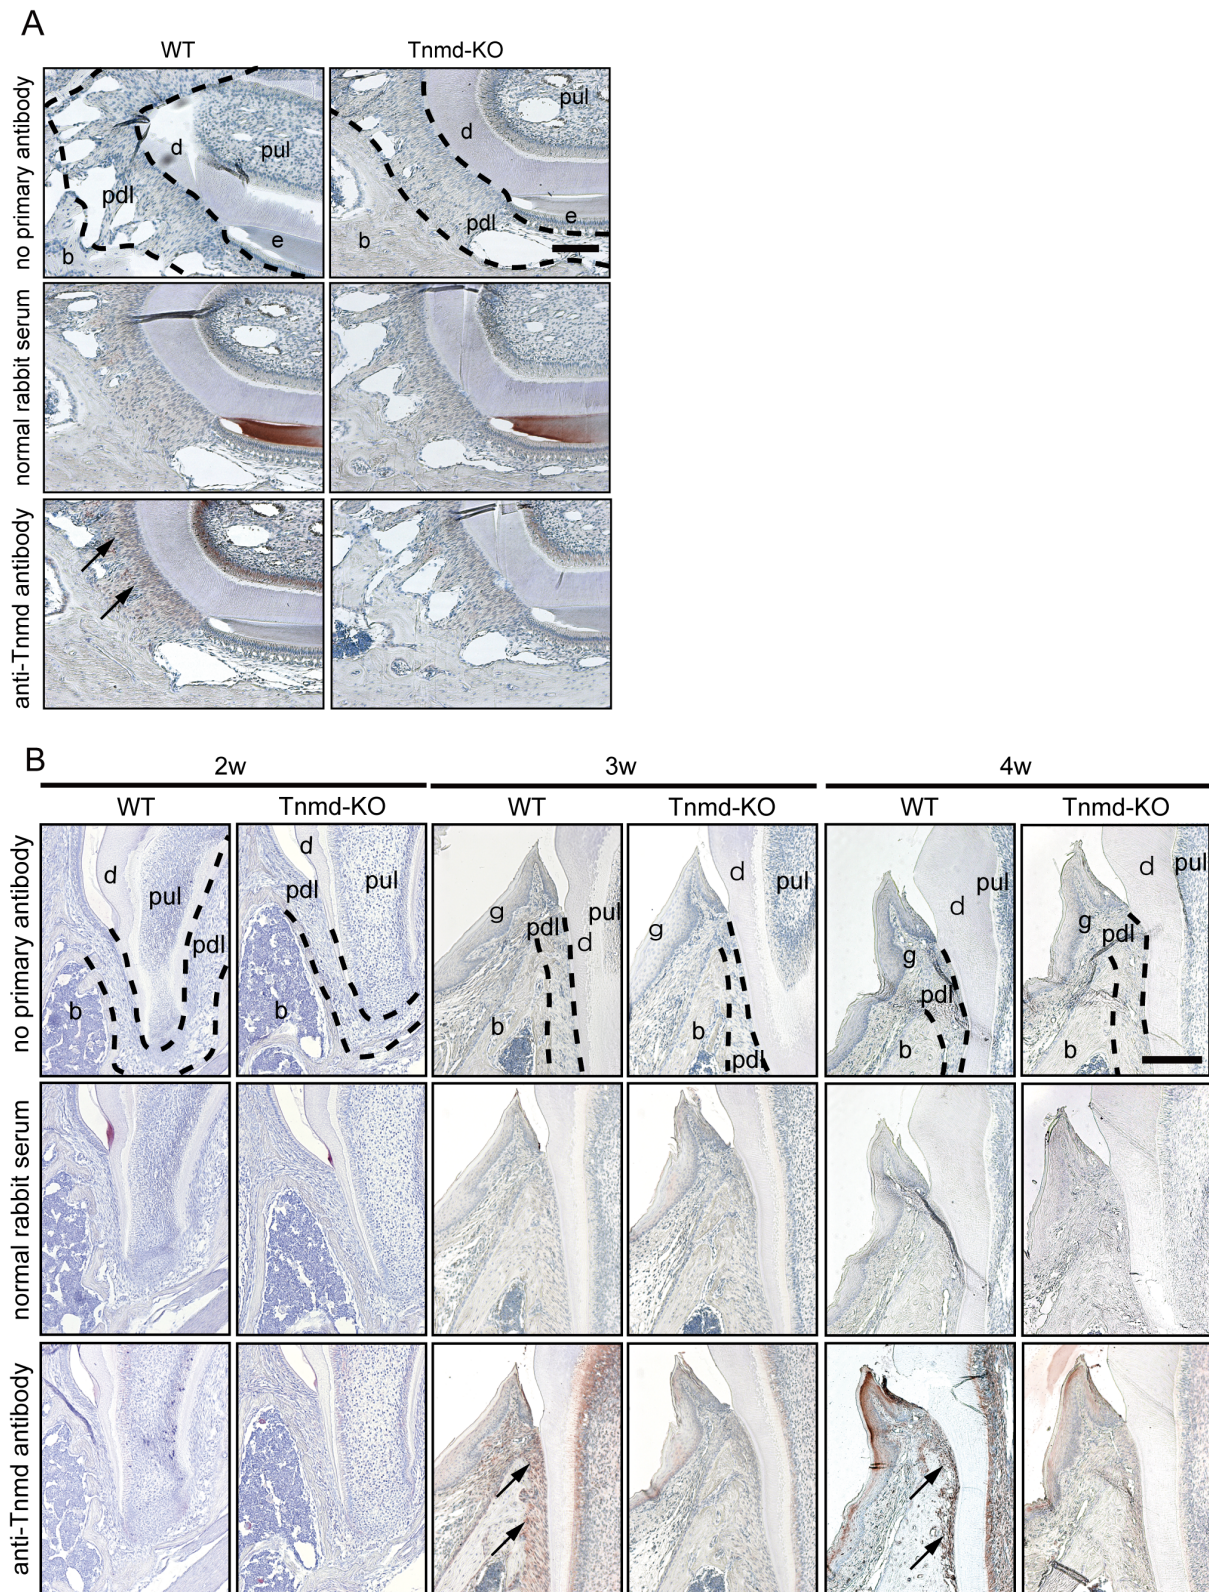 A
WT Tnmd-KO
no primary antibody
d pul pdl b e
d pul pdl b e
normal rabbit serum
anti-Tnmd antibody
B
2w 3w 4w
WT Tnmd-KO WT Tnmd-KO WT Tnmd-KO
no primary antibody
d pul pdl b
d pdl pul b
g pdl pul d b
d pul g b pdl
pul d g pdl b
d pul g pdl b
normal rabbit serum
anti-Tnmd antibody